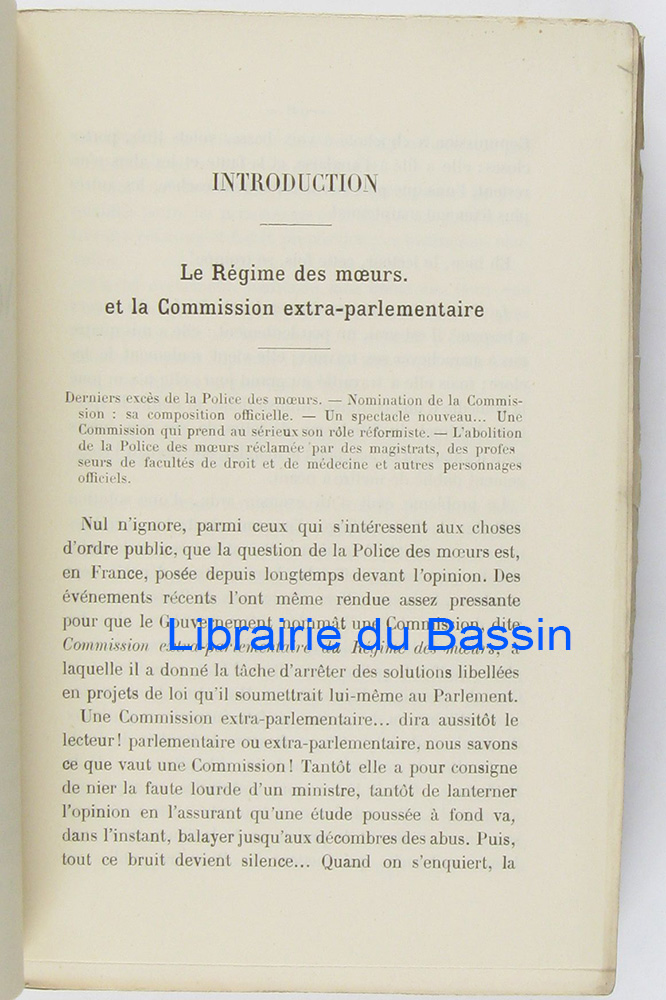 INTRODUCTION
Le Régime des mœurs.
et la Commission extra-parlementaire
Derniers excès de la Police des mœurs. — Nomination de la Commis-
sion : sa composition officielle. — Un spectacle nouveau... Une
Commission qui prend au sérieux son rôle réformiste. — L'abolition
de la Police des mœurs réclamée par des magistrats, des profes
seurs de facultés de droit et de médecine et autres personnages
officiels.
Nul n'ignore, parmi ceux qui s'intéressent aux choses
d'ordre public, que la question de la Police des mœurs est,
en France, posée depuis longtemps devant l'opinion. Des
événements récents l'ont même rendue assez pressante
pour que le Gouvernement nommât une Commission, dite
Librairie du Bassin
Commission extra-parlementaire du Régime des mœurs, à
laquelle il a donné la tâche d'arrêter des solutions libellées
en projets de loi qu'il soumettrait lui-même au Parlement.
Une Commission extra-parlementaire... dira aussitôt le
lecteur! parlementaire ou extra-parlementaire, nous savons
ce que vaut une Commission! Tantôt elle a pour consigne
de nier la faute lourde d'un ministre, tantôt de lanterner
l'opinion en l'assurant qu'une étude poussée à fond va,
dans l'instant, balayer jusqu'aux décombres des abus. Puis,
tout ce bruit devient silence... Quand on s'enquiert, la